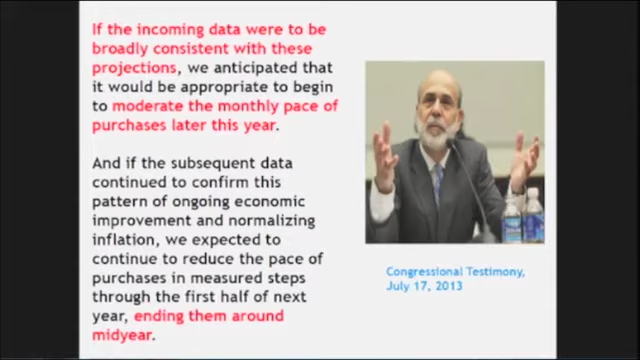 If the incoming data were to be
broadly consistent with these
projections, we anticipated that
it would be appropriate to begin
to moderate the monthly pace of
purchases later this year.
And if the subsequent data
continued to confirm this
pattern of ongoing economic
improvement and normalizing
inflation, we expected to
continue to reduce the pace of
purchases in measured steps
through the first half of next
year, ending them around
midyear.
Congressional Testimony,
July 17, 2013